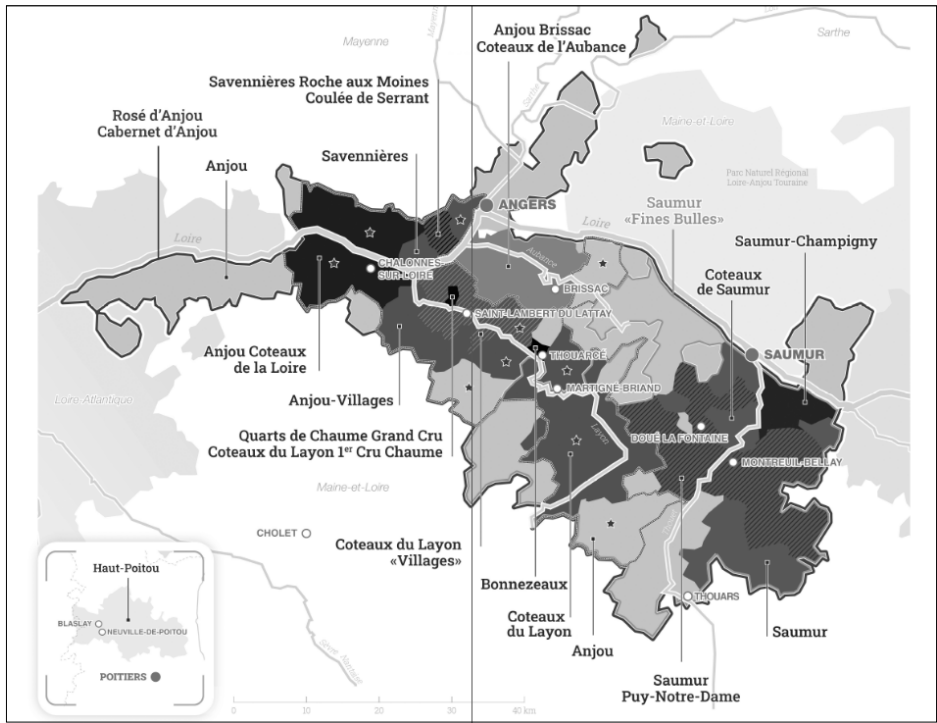 Mayenne
Mayenne
Sarthe
Sarthe
Sarthe
Anjou Brissac
Coteaux de l'Aubance
Savennières Roche aux Moines
Coulée de Serrant
Rosé d'Anjou
Cabernet d'Anjou
Anjou
Savennières
Maine-et-Loire
Parc Naturel Régional
Loire-Anjou Touraine
ANGERS
Saumur
«Fines Bulles»
Loire
Loire
Saumur-Champigny
Aubance
CHALONNES-
SUR-LOIRE
BRISSAC
Coteaux
de Saumur
SAINT-LAMBERT DU LATTAY
THOUARCÉ
SAUMUR
Anjou Coteaux
de la Loire
MARTIGNÉ-BRIAND
Loire-Atlantique
Anjou-Villages
Layon
DOUÉ LA FONTAINE
Quarts de Chaume Grand Cru
Coteaux du Layon 1er Cru Chaume
MONTREUIL-BELLAY
Maine-et-Loire
CHOLET
Coteaux du Layon
«Villages»
Haut-Poitou
Bonnezeaux
BLASLAY
NEUVILLE-DE-POITOU
THOUARS
Coteaux
du Layon
Saumur
Anjou
Sèvre Nantaise
POITIERS
Saumur
Puy-Notre-Dame
0 10 20 40 km